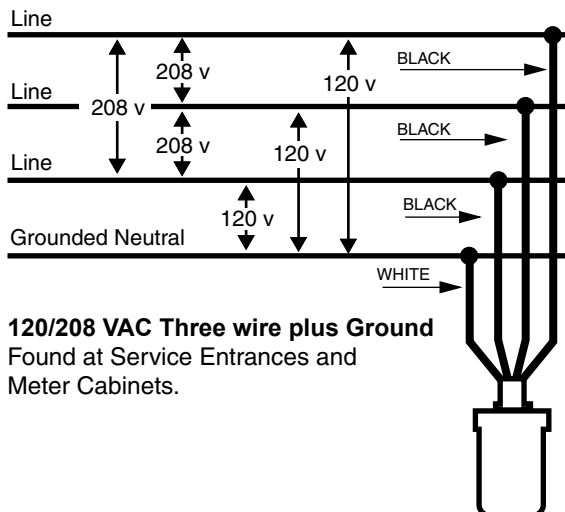 Line
BLACK
208 v
120 v
Line
208 v
BLACK
208 v
120 v
Line
BLACK
120 v
Grounded Neutral
WHITE
120/208 VAC Three wire plus Ground
Found at Service Entrances and
Meter Cabinets.